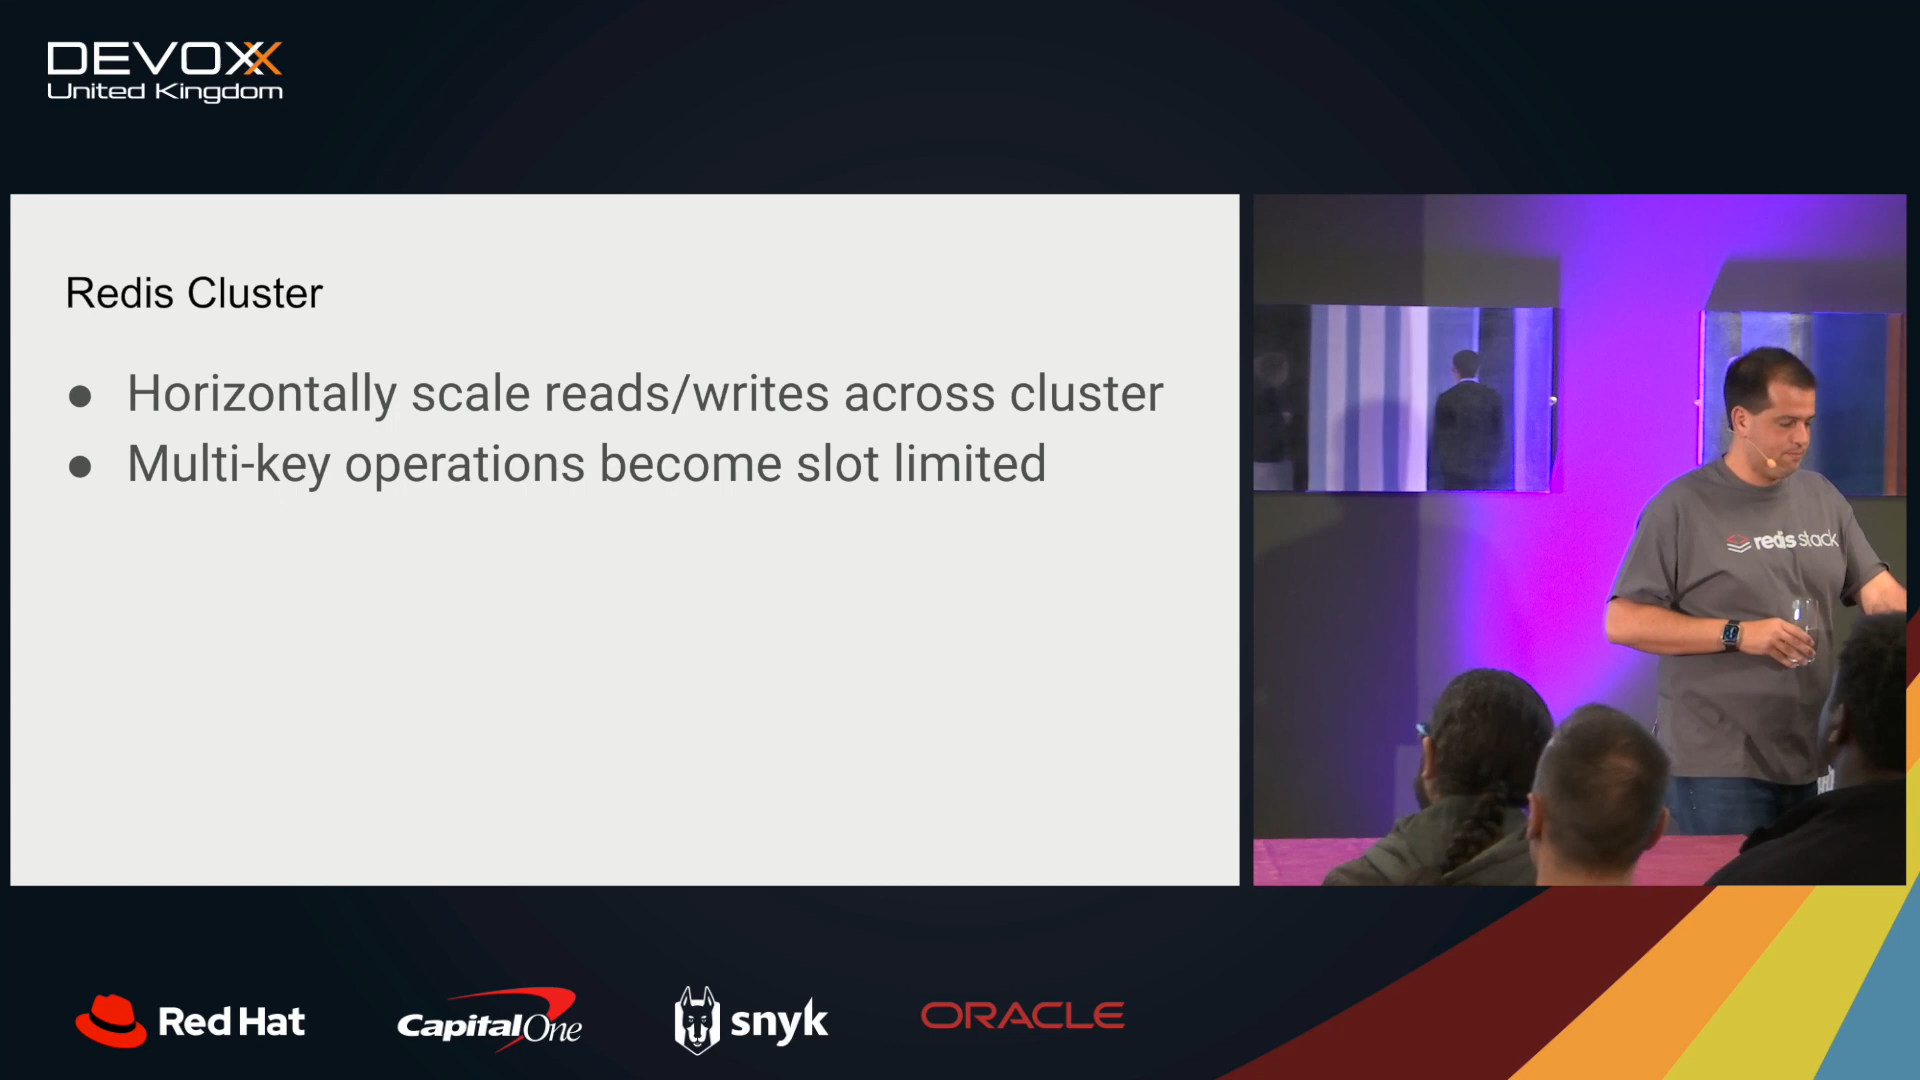 DEVOXX
United Kingdom
Redis Cluster
● Horizontally scale reads/writes across cluster
● Multi-key operations become slot limited
redis stack
Red Hat
Capital One
snyk
ORACLE